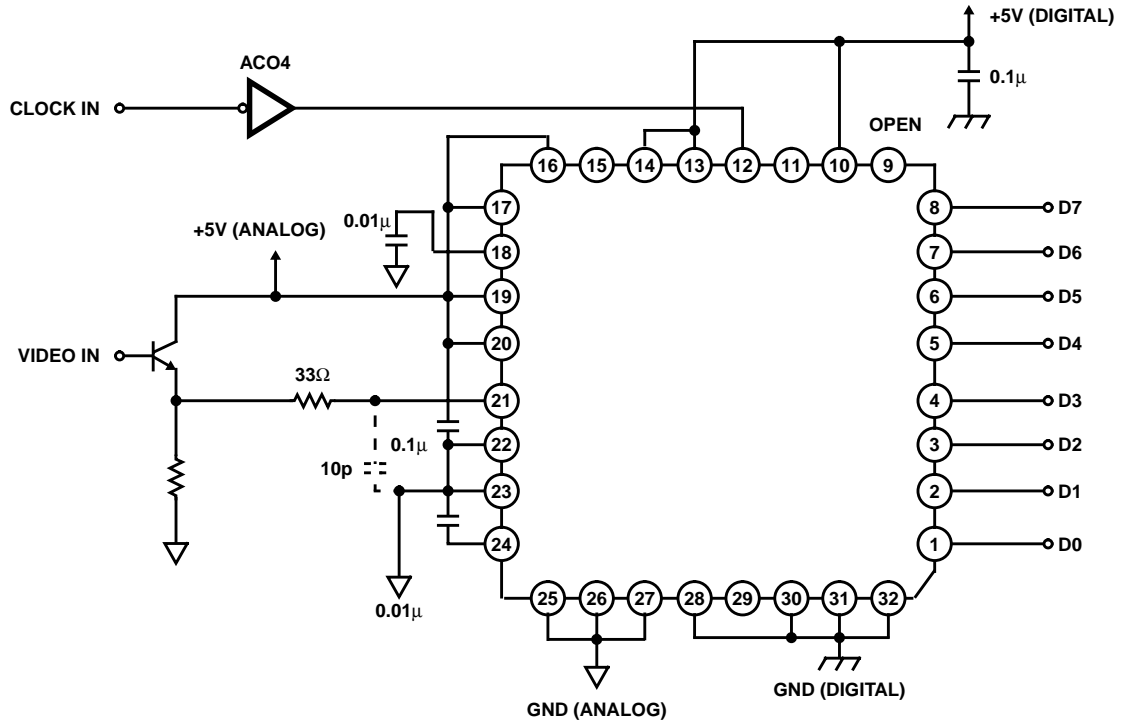 +5V (DIGITAL)
ACO4
0.1μ
CLOCK IN
OPEN
16 15 14 13 12 11 10 9
17
8 D7
0.01μ
+5V (ANALOG)
18
7 D6
19
6 D5
20
5 D4
VIDEO IN
33Ω
21
4 D3
0.1μ
22
3 D2
10p
23
2 D1
24
1 D0
0.01μ
25 26 27 28 29 30 31 32
GND (ANALOG)
GND (DIGITAL)